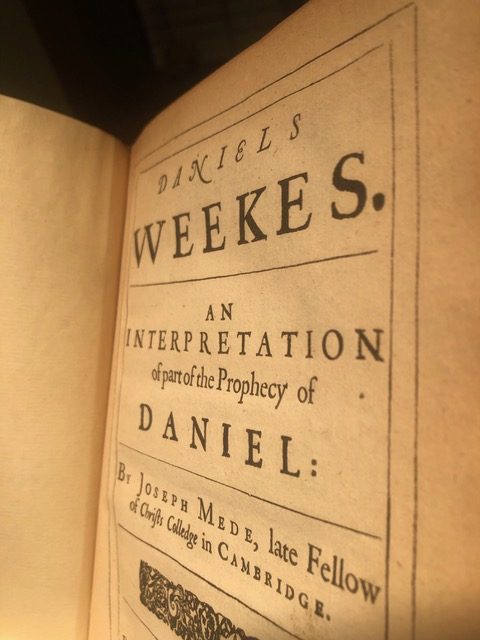 DANIELS
WEEKES.
AN
INTERPRETATION
of part of the Prophecy of
DANIEL:
By JOSEPH MEDE, late Fellow
of Christs Colledge in CAMBRIDGE.